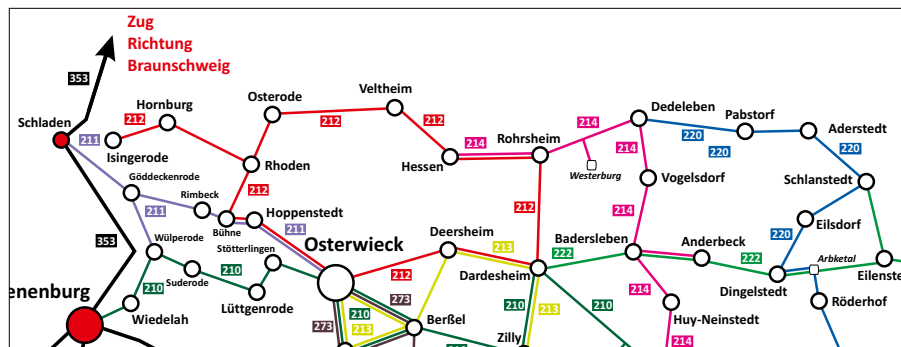 Zug
Richtung
Braunschweig
353
Schladen
211
212
Hornburg
Isingerode
Osterode
212
Veltheim
212
Rohrsheim
214
Hessen
214
Westerburg
Dedeleben
214
Pabstorf
220
220
Aderstedt
220
Schlanstedt
Rhoden
212
Göddeckenrode
Rimbeck
211
Bühne
Hoppenstedt
211
212
Vogelsdorf
214
Eilsdorf
220
353
Wülperode
Stötterlingen
Osterwieck
Deersheim
213
Badersleben
222
Anderbeck
222
Arbketal
Eilenste
Suderode
210
210
Lüttgenrode
212
Dardesheim
Dingelstedt
Röderhof
enenburg
Wiedelah
273
273
210
213
Berßel
210
213
Zilly
210
214
Huy-Neinstedt
214